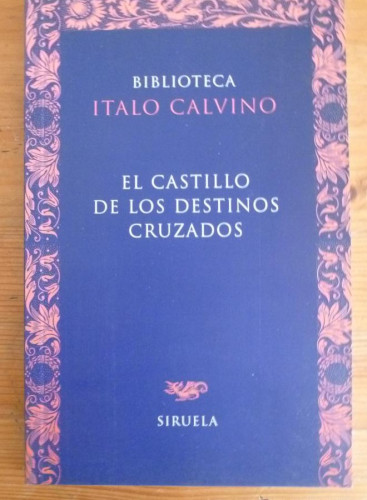 BIBLIOTECA
ITALO CALVINO
EL CASTILLO
DE LOS DESTINOS
CRUZADOS
SIRUELA